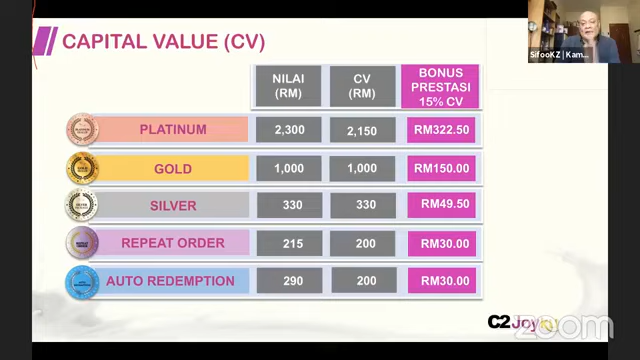 CAPITAL VALUE (CV)
SifooKZ | Kam...
NILAI (RM)
CV (RM)
BONUS PRESTASI 15% CV
PLATINUM 2,300 2,150 RM322.50
GOLD 1,000 1,000 RM150.00
SILVER 330 330 RM49.50
REPEAT ORDER 215 200 RM30.00
AUTO REDEMPTION 290 200 RM30.00
C2Joy
zoom